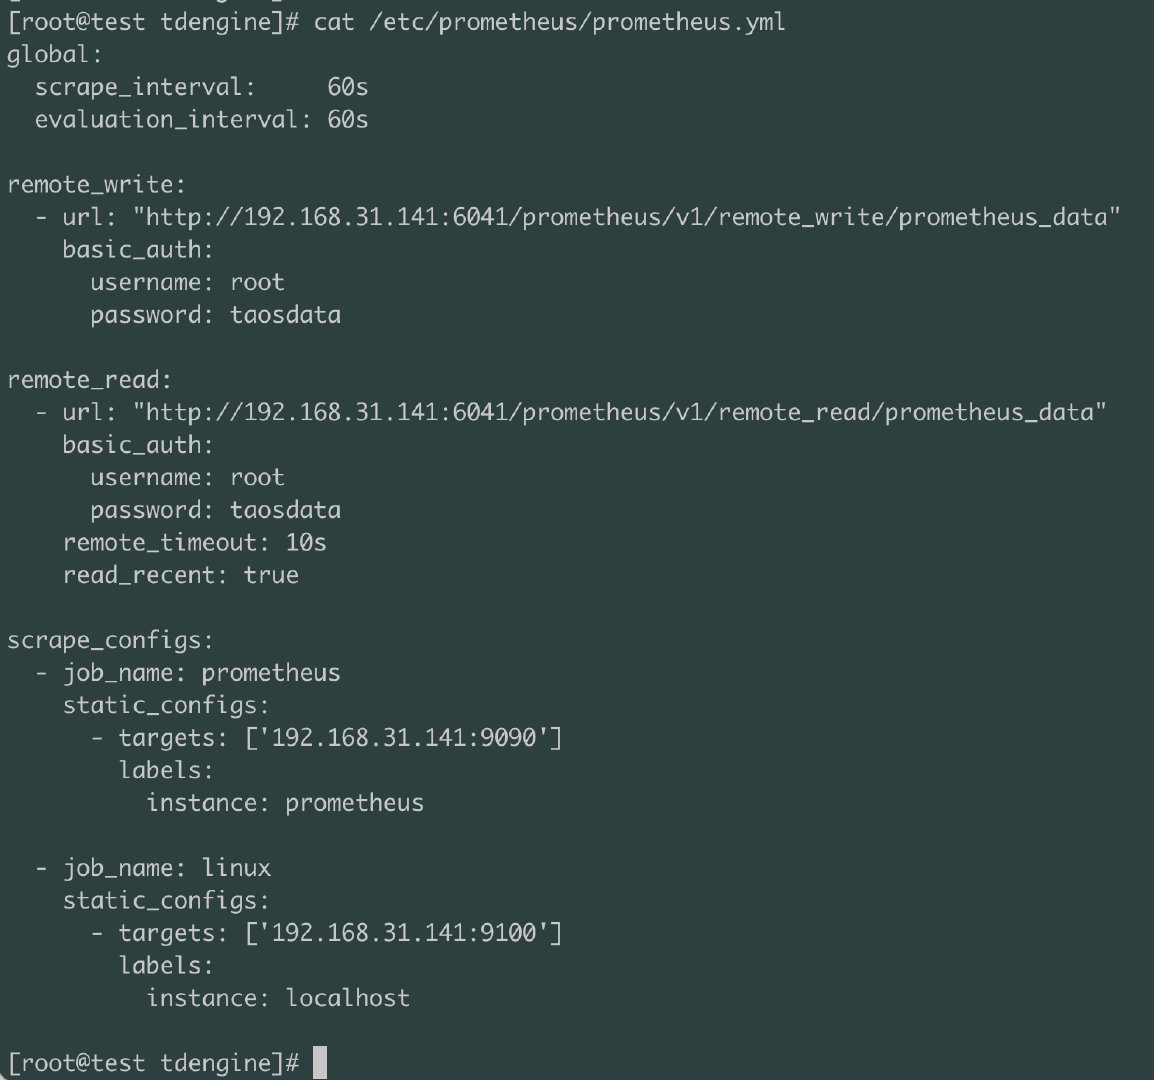 [root@test tdengine]# cat /etc/prometheus/prometheus.yml
global:
  scrape_interval:     60s
  evaluation_interval: 60s

remote_write:
  - url: "http://192.168.31.141:6041/prometheus/v1/remote_write/prometheus_data"
    basic_auth:
      username: root
      password: taosdata

remote_read:
  - url: "http://192.168.31.141:6041/prometheus/v1/remote_read/prometheus_data"
    basic_auth:
      username: root
      password: taosdata
    remote_timeout: 10s
    read_recent: true

scrape_configs:
  - job_name: prometheus
    static_configs:
      - targets: ['192.168.31.141:9090']
        labels:
          instance: prometheus

  - job_name: linux
    static_configs:
      - targets: ['192.168.31.141:9100']
        labels:
          instance: localhost

[root@test tdengine]#